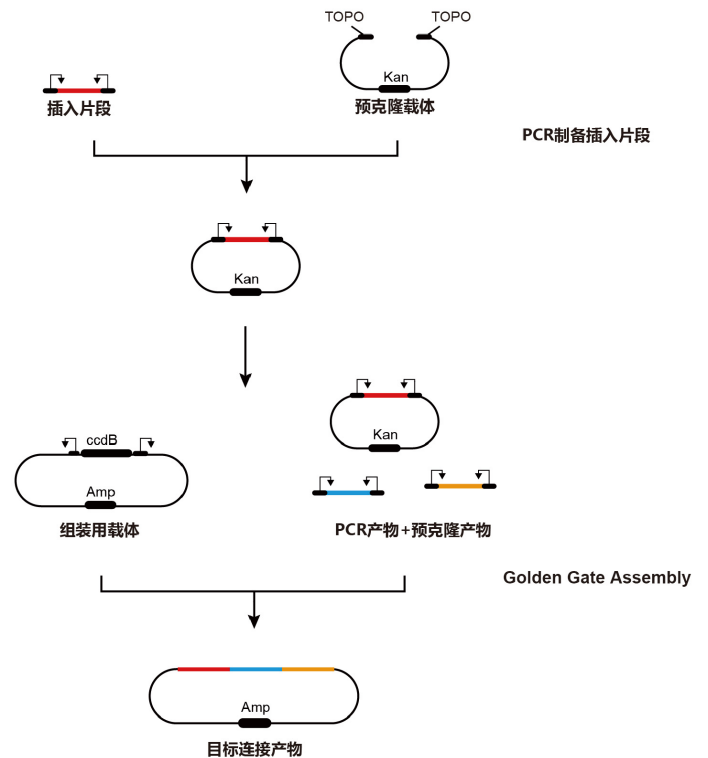 TOPO TOPO
Kan
插入片段
预克隆载体
PCR制备插入片段
Kan
Kan
ccdB
Amp
组装用载体
PCR产物+预克隆产物
Golden Gate Assembly
Amp
目标连接产物